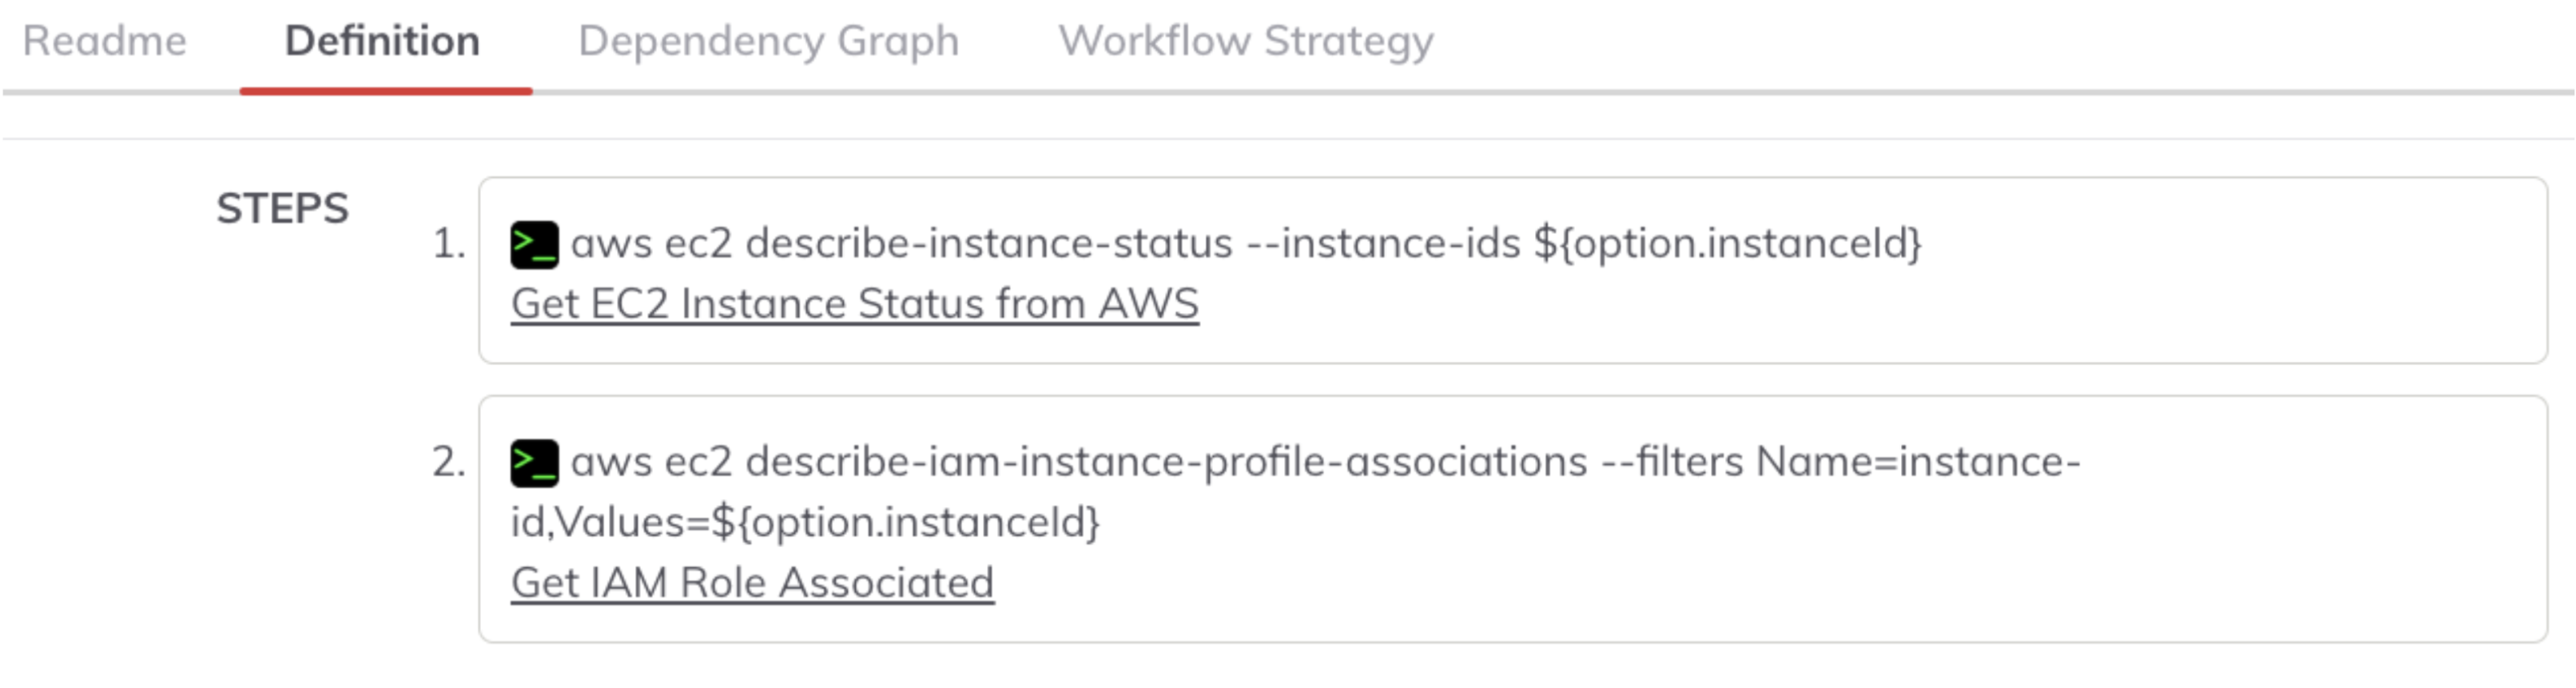 Readme Definition Dependency Graph Workflow Strategy
STEPS
1. >_ aws ec2 describe-instance-status --instance-ids ${option.instanceId}
Get EC2 Instance Status from AWS
2. >_ aws ec2 describe-iam-instance-profile-associations --filters Name=instance-
id,Values=${option.instanceId}
Get IAM Role Associated